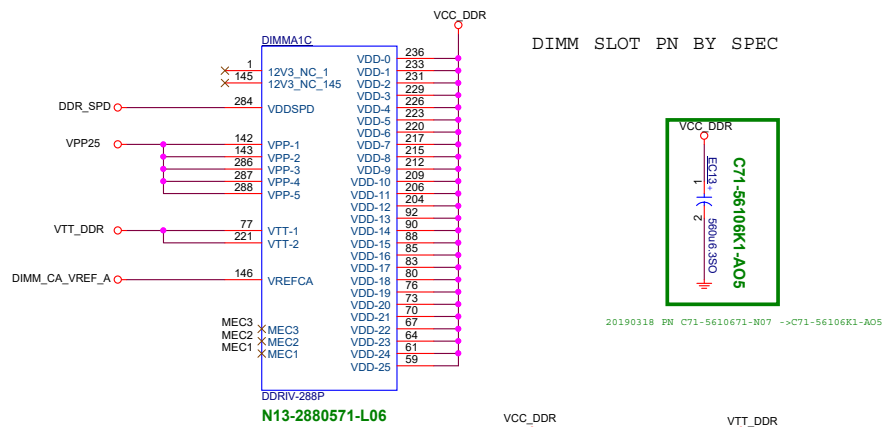 VCC_DDR
DIMM SLOT PN BY SPEC
DIMMA1C
1 12V3_NC_1
145 12V3_NC_145
DDR_SPD 284 VDDSPD
VPP25 142 VPP-1
143 VPP-2
286 VPP-3
287 VPP-4
288 VPP-5
VTT_DDR 77 VTT-1
221 VTT-2
DIMM_CA_VREF_A 146 VREFCA
MEC3 MEC3
MEC2 MEC2
MEC1 MEC1
VDD-0 236
VDD-1 233
VDD-2 231
VDD-3 229
VDD-4 226
VDD-5 223
VDD-6 220
VDD-7 217
VDD-8 215
VDD-9 212
VDD-10 209
VDD-11 206
VDD-12 204
VDD-13 92
VDD-14 90
VDD-15 88
VDD-16 85
VDD-17 83
VDD-18 80
VDD-19 76
VDD-20 73
VDD-21 70
VDD-22 67
VDD-23 64
VDD-24 61
VDD-25 59
DDRIV-288P
N13-2880571-L06
VCC_DDR
1
EC13
+
2
560u6.3SO
C71-56106K1-AO5
20190318 PN C71-5610671-N07 ->C71-56106K1-AO5
VCC_DDR
VTT_DDR